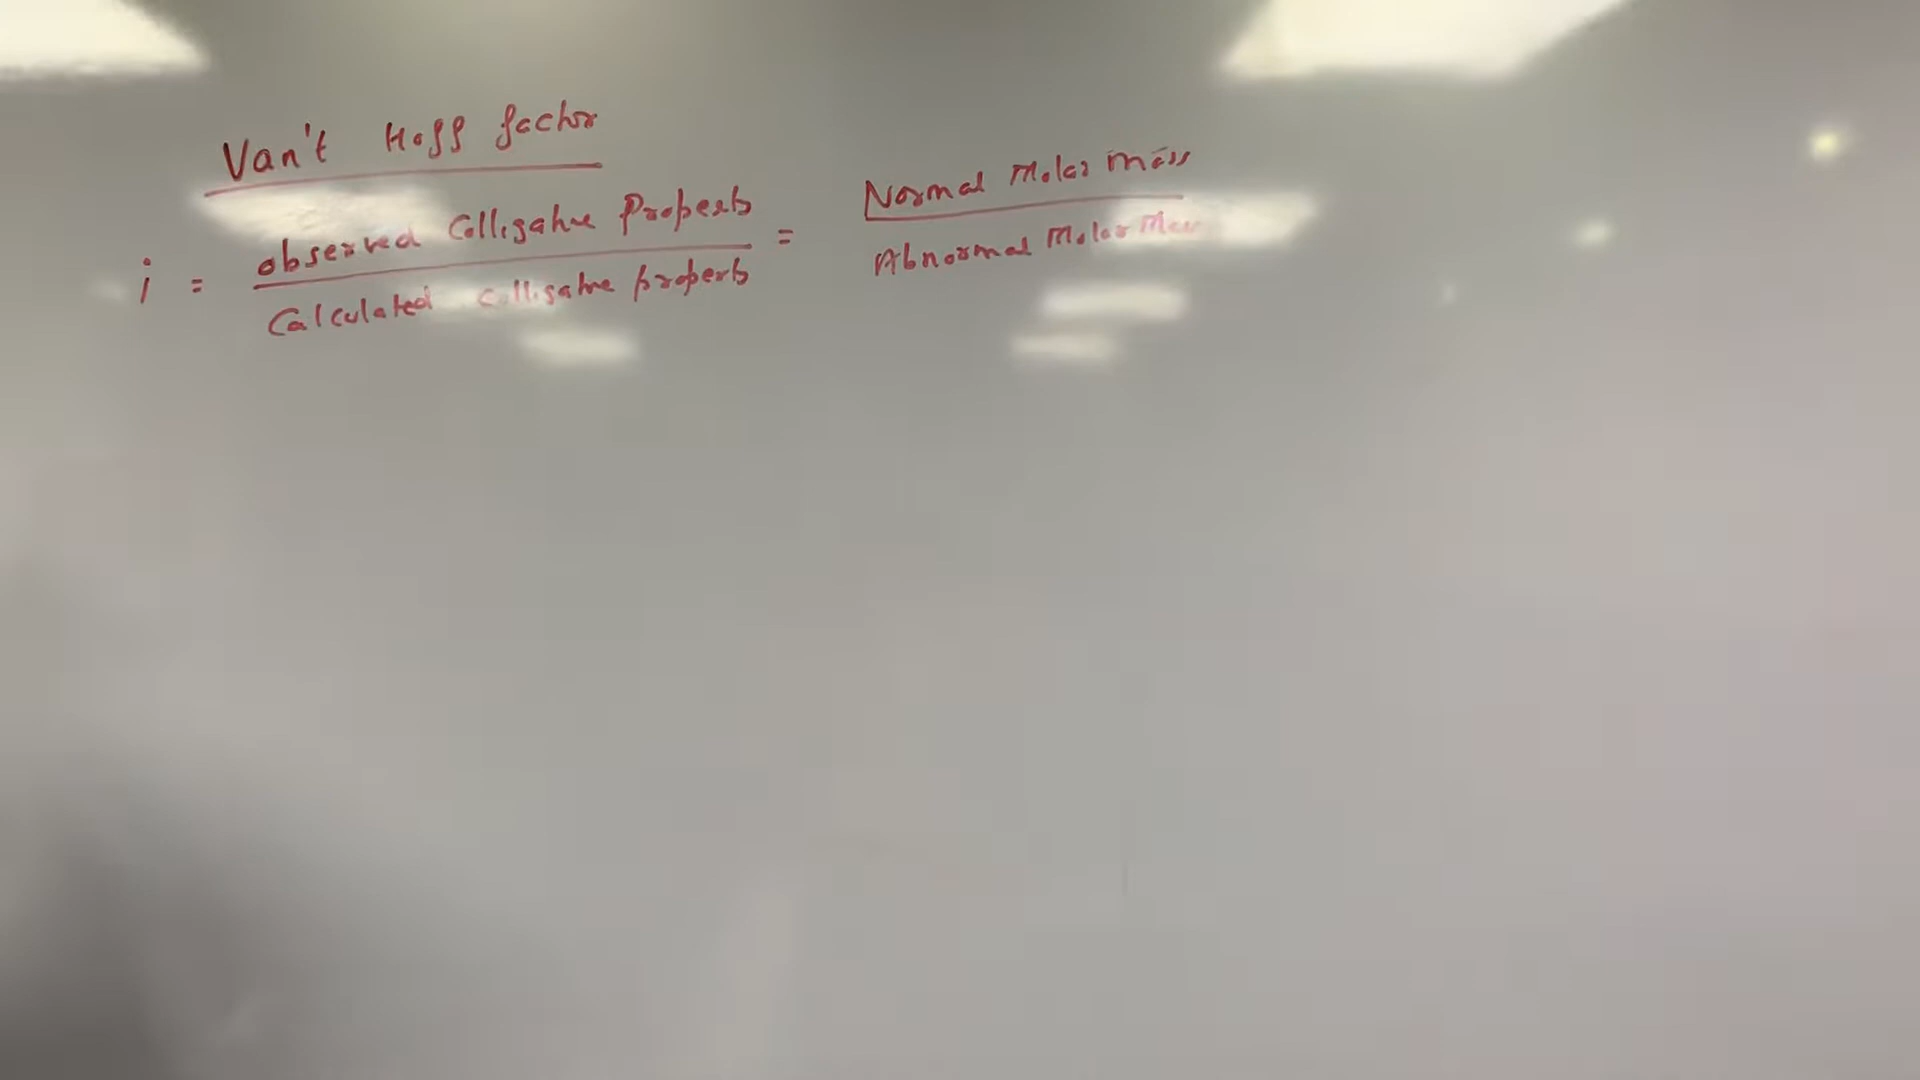 Van't Hoff factor
i = observed Colligative Property / Calculated Colligative property = Normal Molar mass / Abnormal Molar Mass